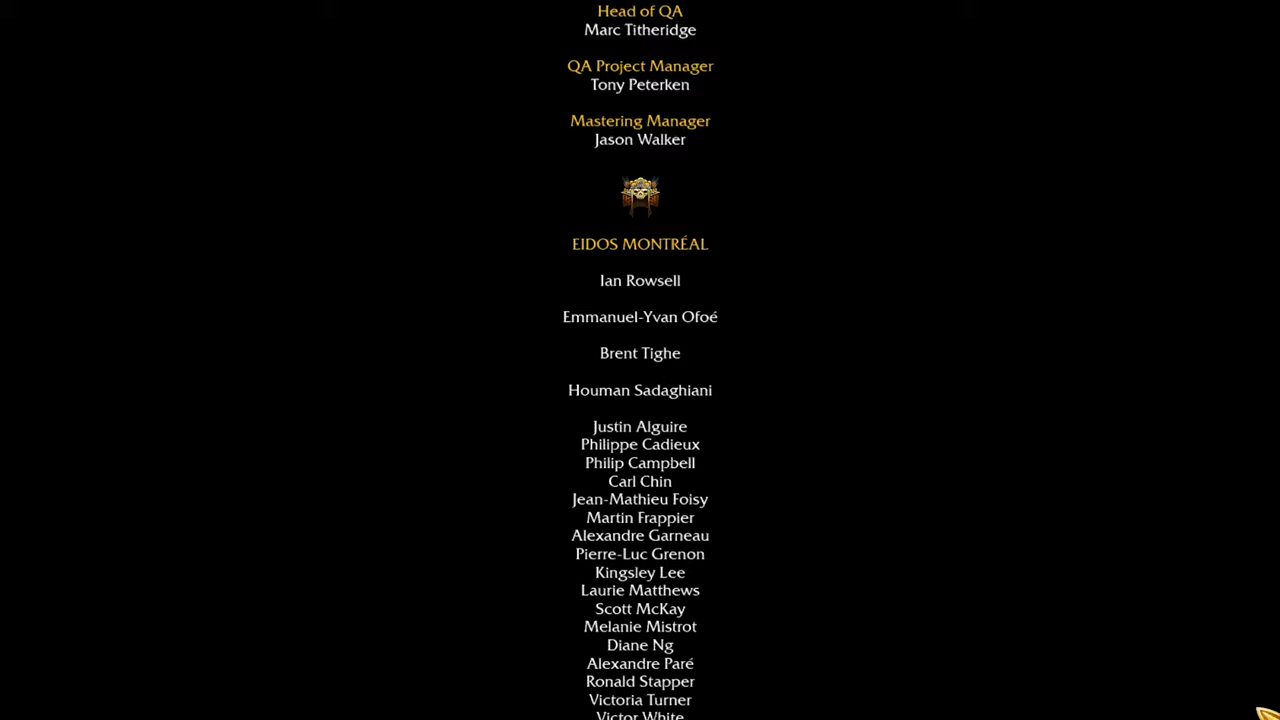 Head of QA
Marc Titheridge
QA Project Manager
Tony Peterken
Mastering Manager
Jason Walker
EIDOS MONTRÉAL
Ian Rowsell
Emmanuel-Yvan Ofoé
Brent Tighe
Houman Sadaghiani
Justin Alguire
Philippe Cadieux
Philip Campbell
Carl Chin
Jean-Mathieu Foisy
Martin Frappier
Alexandre Garneau
Pierre-Luc Grenon
Kingsley Lee
Laurie Matthews
Scott McKay
Melanie Mistrot
Diane Ng
Alexandre Paré
Ronald Stapper
Victoria Turner
Victor White